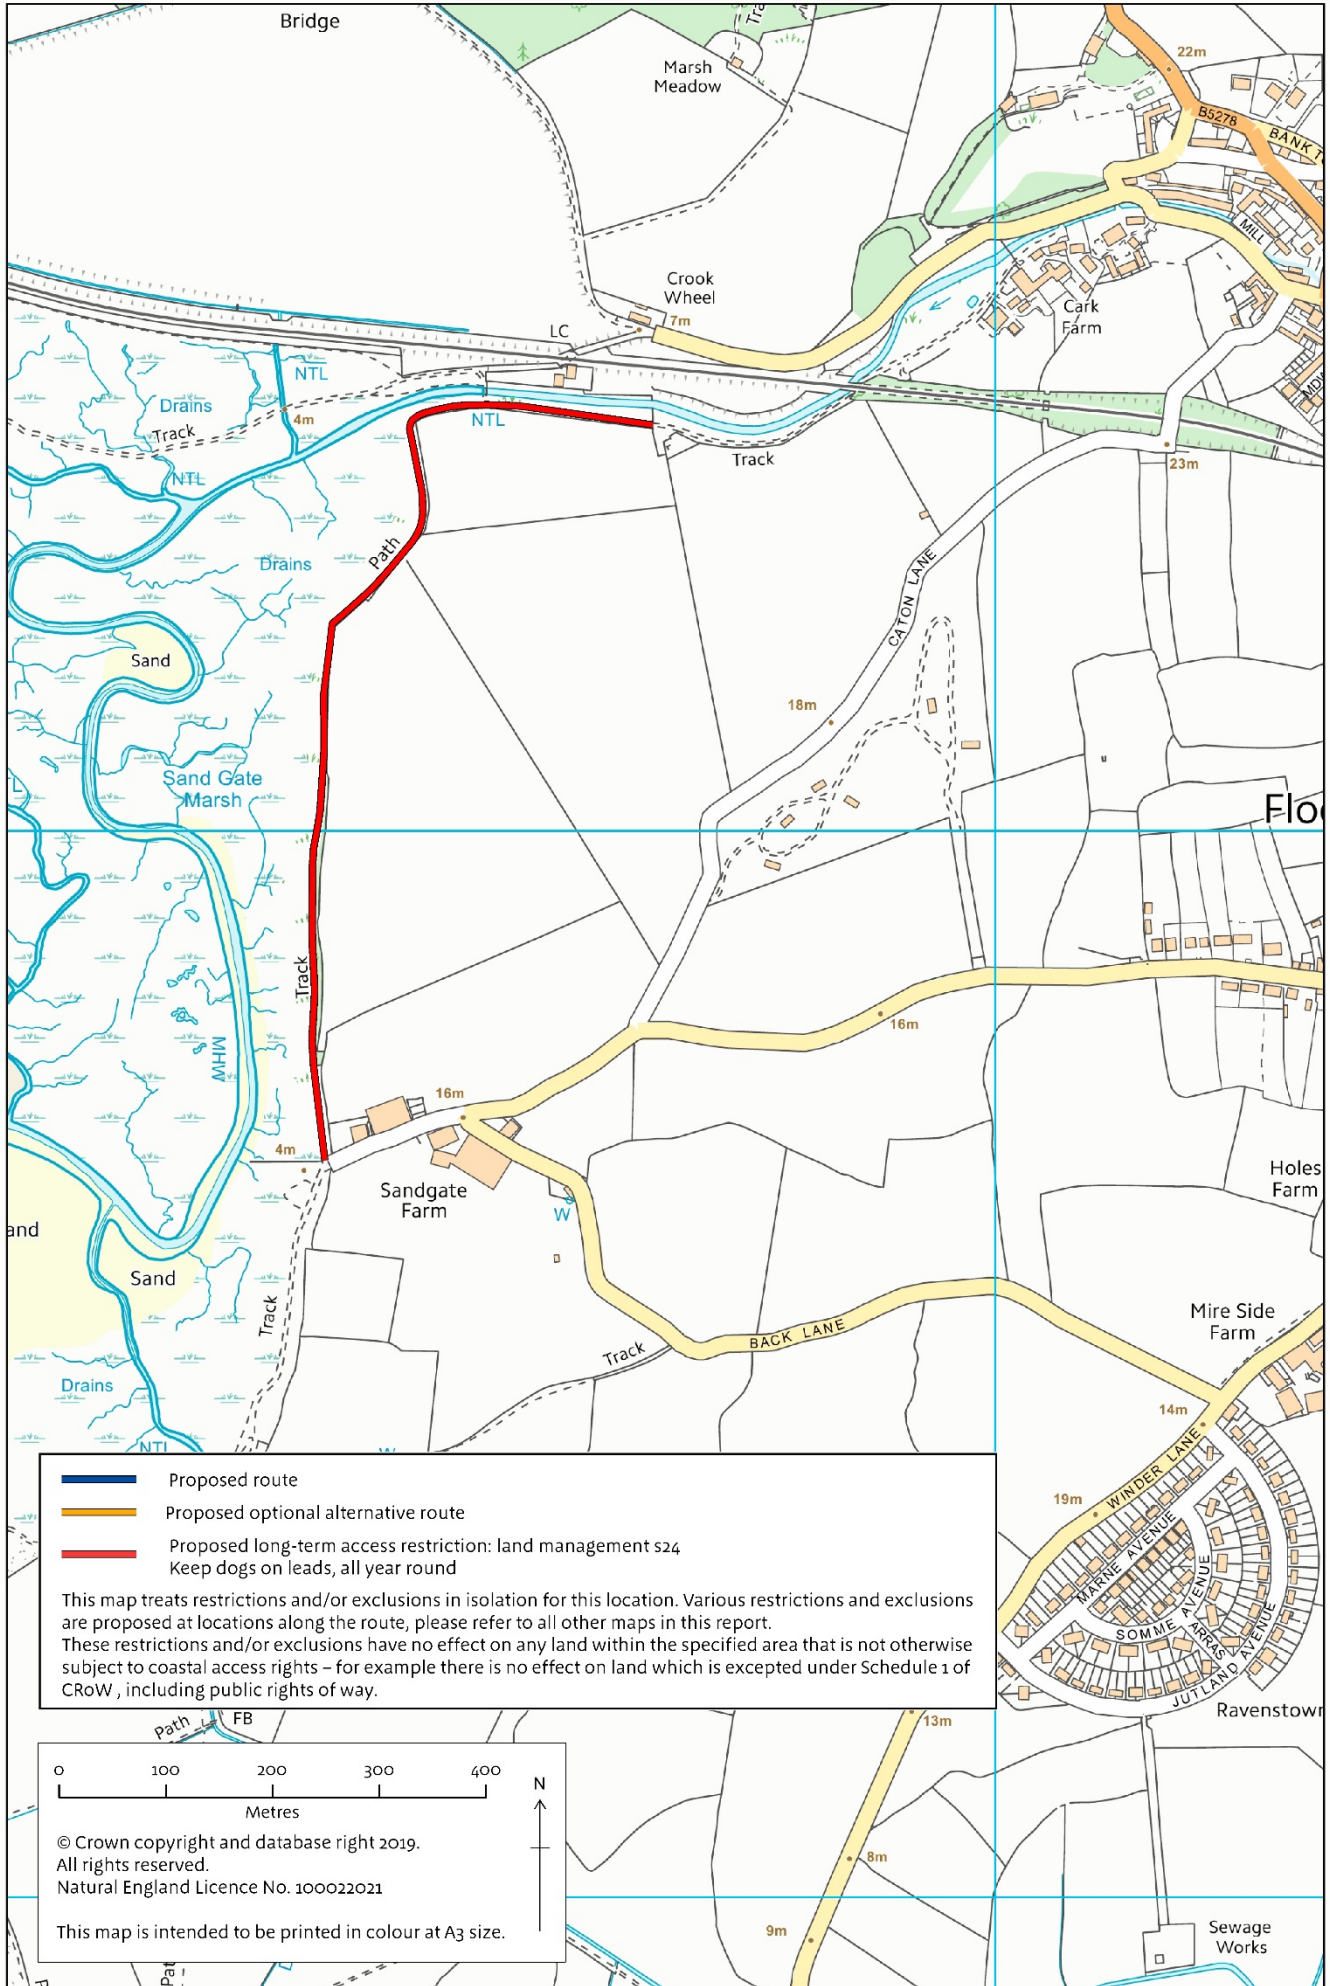 Bridge
Marsh
Meadow
22m
B5278
MILL
Crook
Wheel
7m
LC
Cark
Farm
NTL
Drains
4m
Track
NTL
NTL
Track
23m
Path
Drains
CATON LANE
Sand
18m
Sand Gate
Marsh
Track
16m
MHW
16m
4m
Sandgate
Farm
W
Holes
Farm
Sand
Track
Mire Side
Farm
BACK LANE
Track
Drains
14m
NTL
WINDER LANE
19m
MARNE AVENUE
SOMME AVENUE
ARRAS
JUTLAND AVENUE
Ravenstown
Proposed route
Proposed optional alternative route
Proposed long-term access restriction: land management s24
Keep dogs on leads, all year round
This map treats restrictions and/or exclusions in isolation for this location. Various restrictions and exclusions
are proposed at locations along the route, please refer to all other maps in this report.
These restrictions and/or exclusions have no effect on any land within the specified area that is not otherwise
subject to coastal access rights – for example there is no effect on land which is excepted under Schedule 1 of
CRoW , including public rights of way.
Path
FB
13m
0 100 200 300 400
Metres
N
© Crown copyright and database right 2019.
All rights reserved.
Natural England Licence No. 100022021
This map is intended to be printed in colour at A3 size.
8m
9m
Sewage
Works